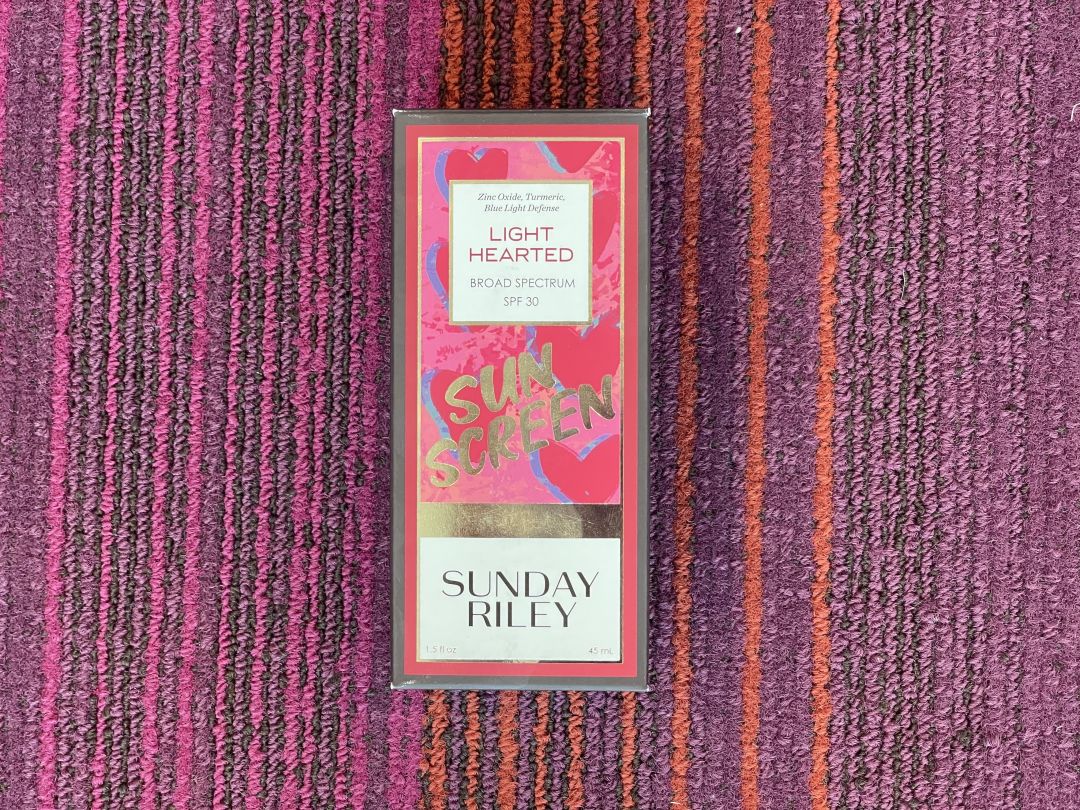 Zinc Oxide, Turmeric,
Blue Light Defense
LIGHT
HEARTED
BROAD SPECTRUM
SPF 30
SUN
SCREEN
SUNDAY
RILEY
1.5 fl oz 45 mL